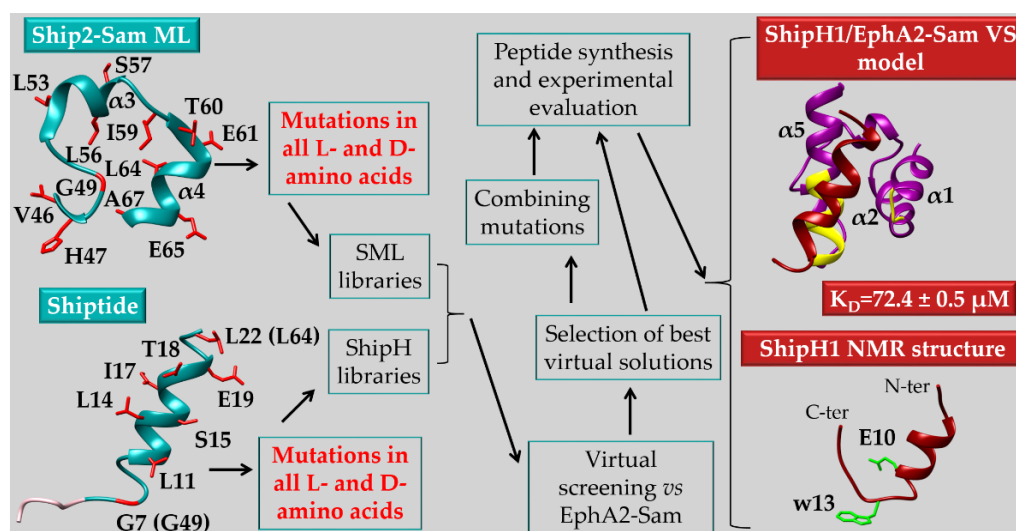 Ship2-Sam ML
S57
L53
α3
T60
I59
E61
L56
L64
G49
α4
V46
A67
H47
E65
Mutations in
all L- and D-
amino acids
SML
libraries
Shiptide
L22 (L64)
T18
I17
E19
L14
S15
L11
G7 (G49)
ShipH
libraries
Mutations in
all L- and D-
amino acids
Peptide synthesis
and experimental
evaluation
Combining
mutations
Selection of best
virtual solutions
Virtual
screening vs
EphA2-Sam
ShipH1/EphA2-Sam VS
model
α5
α1
α2
K_D=72.4 ± 0.5 μM
ShipH1 NMR structure
N-ter
C-ter
E10
w13